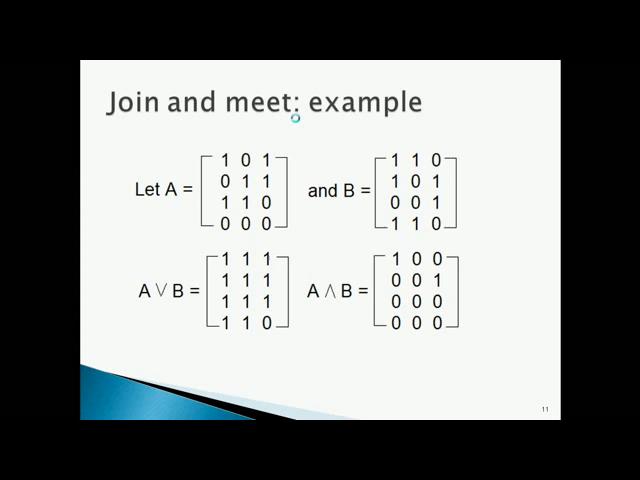 Join and meet: example
Let A =
1 0 1
0 1 1
1 1 0
0 0 0
and B =
1 1 0
1 0 1
0 0 1
1 1 0
A ∨ B =
1 1 1
1 1 1
1 1 1
1 1 0
A ∧ B =
1 0 0
0 0 1
0 0 0
0 0 0
11